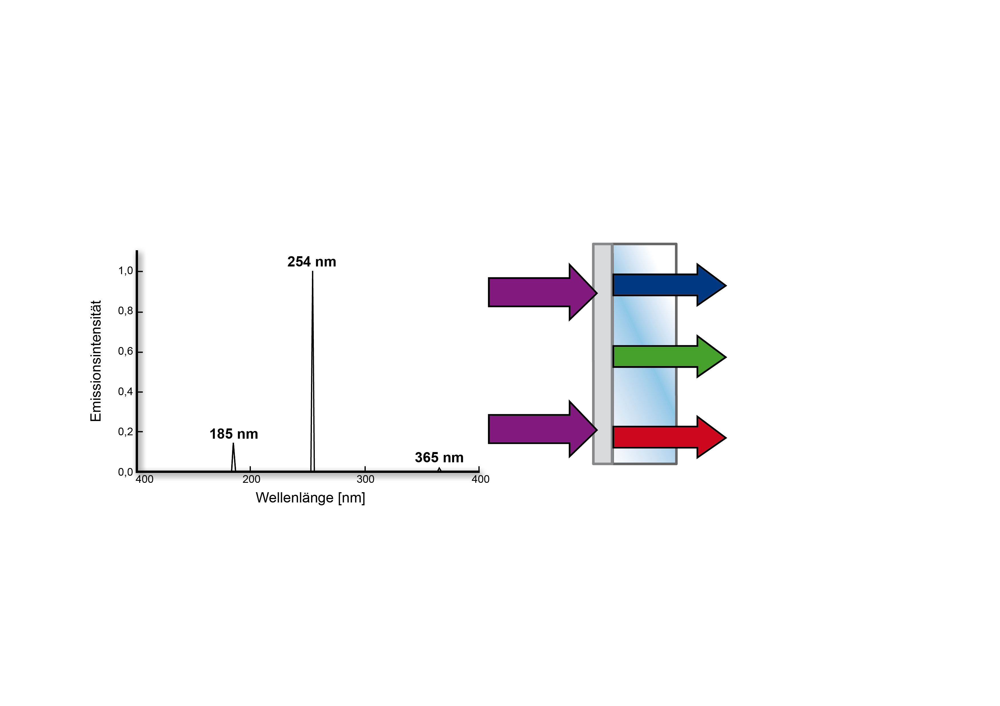 254 nm
1,0
0,8
0,6
0,4
0,2
0,0
Emissionsintensität
185 nm
365 nm
400 200 300 400
Wellenlänge [nm]